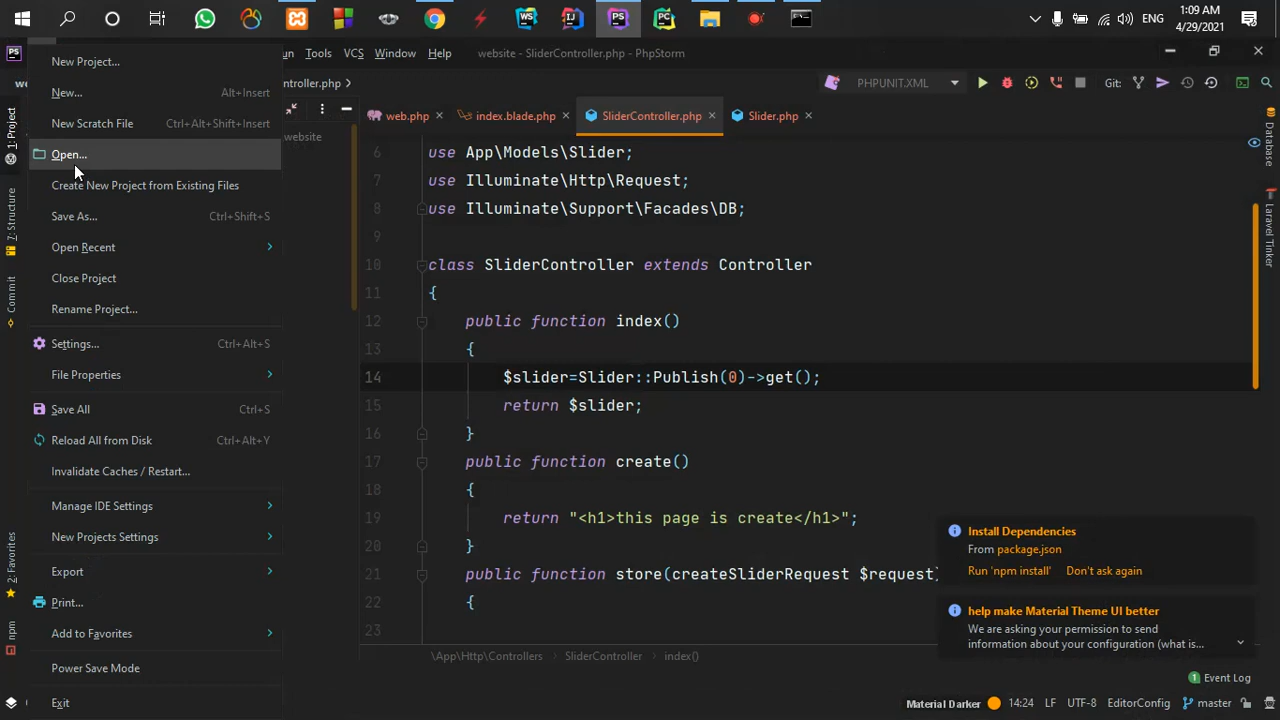 1:09 AM
ENG
4/29/2021
un Tools VCS Window Help
website - SliderController.php - PhpStorm
we
ntroller.php
PHPUNIT.XML
Git:
New Project...
New... Alt+Insert
New Scratch File Ctrl+Alt+Shift+Insert
Open...
Create New Project from Existing Files
Save As... Ctrl+Shift+S
Open Recent
Close Project
Rename Project...
Settings... Ctrl+Alt+S
File Properties
Save All Ctrl+S
Reload All from Disk Ctrl+Alt+Y
Invalidate Caches / Restart...
Manage IDE Settings
New Projects Settings
Export
Print...
Add to Favorites
Power Save Mode
Exit
1: Project
7: Structure
Commit
2: Favorites
npm
website
web.php index.blade.php SliderController.php Slider.php
6 use App\Models\Slider;
7 use Illuminate\Http\Request;
8 use Illuminate\Support\Facades\DB;
9
10 class SliderController extends Controller
11 {
12 public function index()
13 {
14 $slider=Slider::Publish(0)->get();
15 return $slider;
16 }
17 public function create()
18 {
19 return "<h1>this page is create</h1>";
20 }
21 public function store(createSliderRequest $request)
22 {
23
Database
Laravel Tinker
Install Dependencies
From package.json
Run 'npm install' Don't ask again
help make Material Theme UI better
We are asking your permission to send
information about your configuration (what is...
\App\Http\Controllers SliderController index()
1 Event Log
Material Darker 14:24 LF UTF-8 EditorConfig master